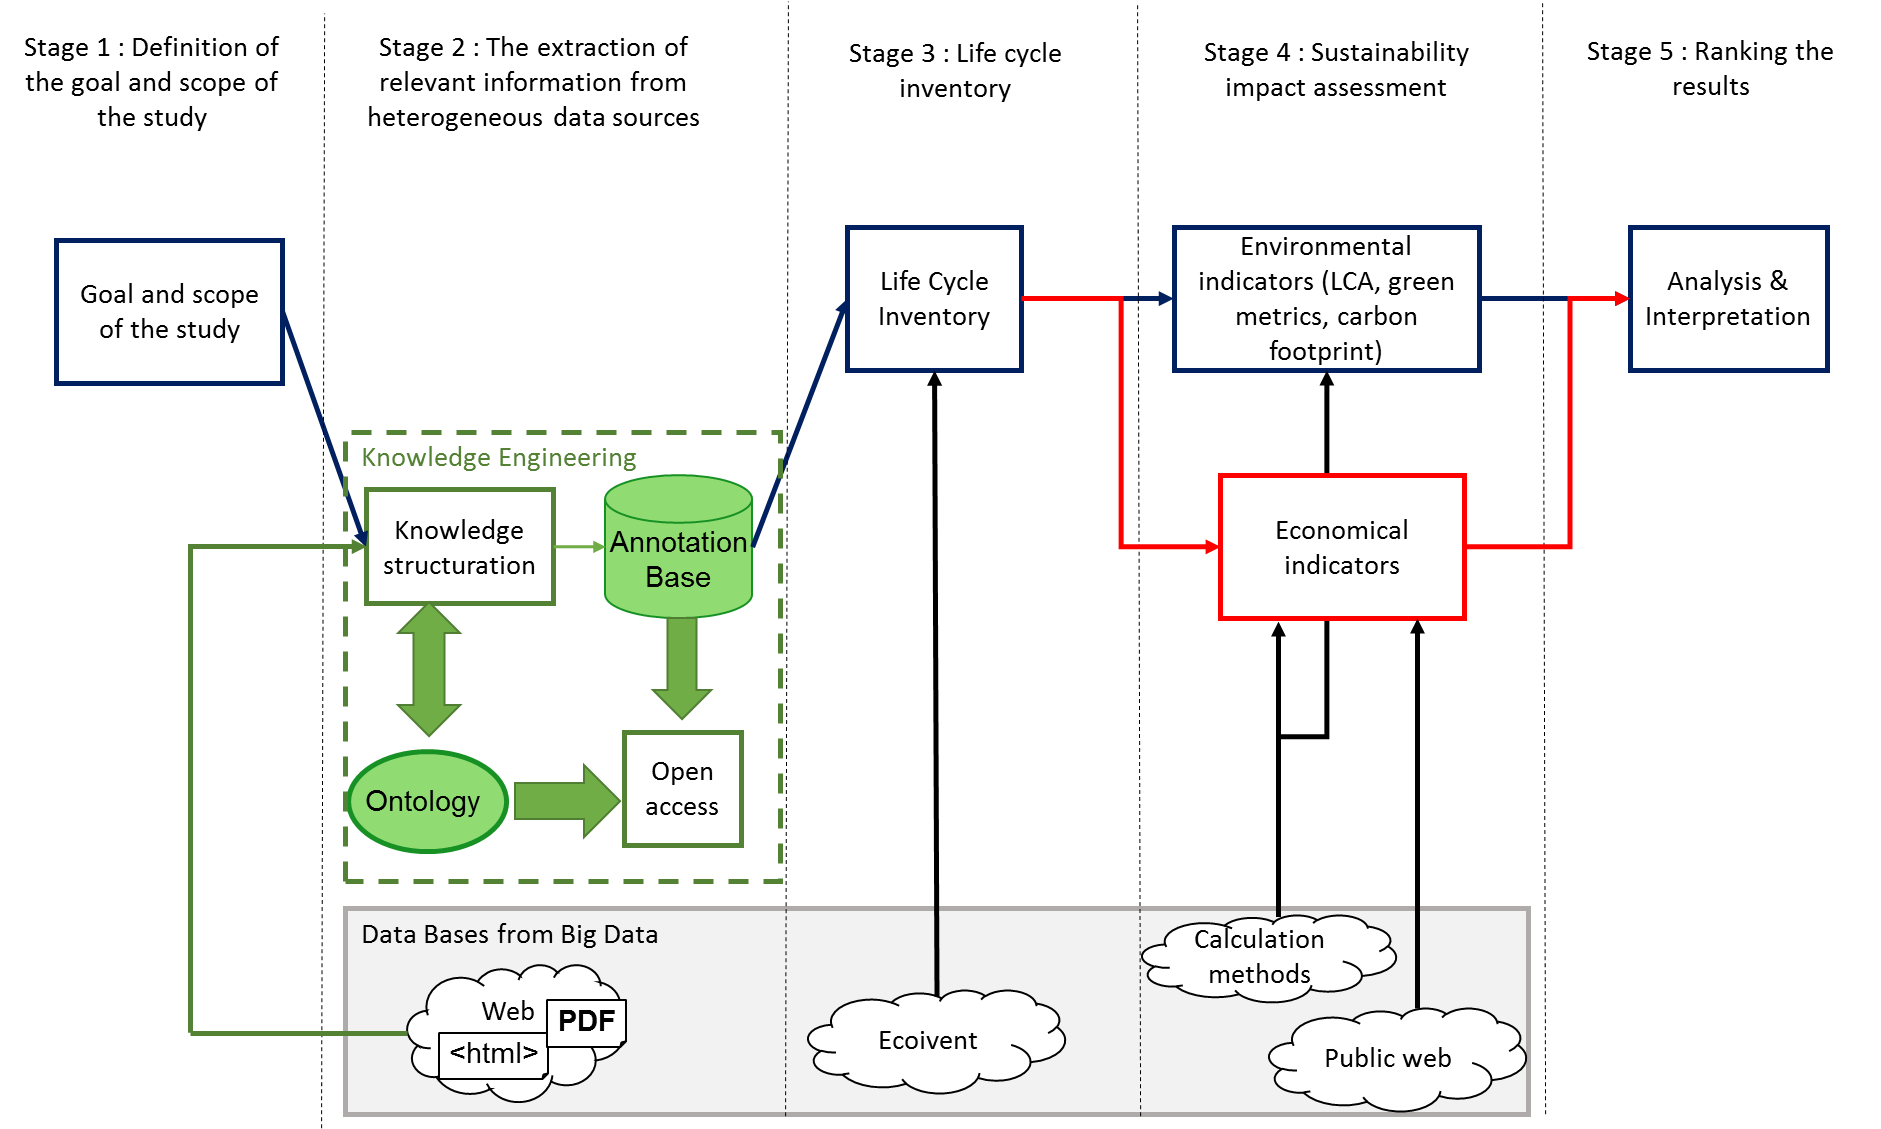 Stage 1 : Definition of
the goal and scope of
the study
Stage 2 : The extraction of
relevant information from
heterogeneous data sources
Stage 3 : Life cycle
inventory
Stage 4 : Sustainability
impact assessment
Stage 5 : Ranking the
results
Goal and scope
of the study
Knowledge Engineering
Knowledge
structuration
Annotation
Base
Ontology
Open
access
Life Cycle
Inventory
Environmental
indicators (LCA, green
metrics, carbon
footprint)
Economical
indicators
Analysis &
Interpretation
Data Bases from Big Data
Web
PDF
<html>
Ecoivent
Calculation
methods
Public web